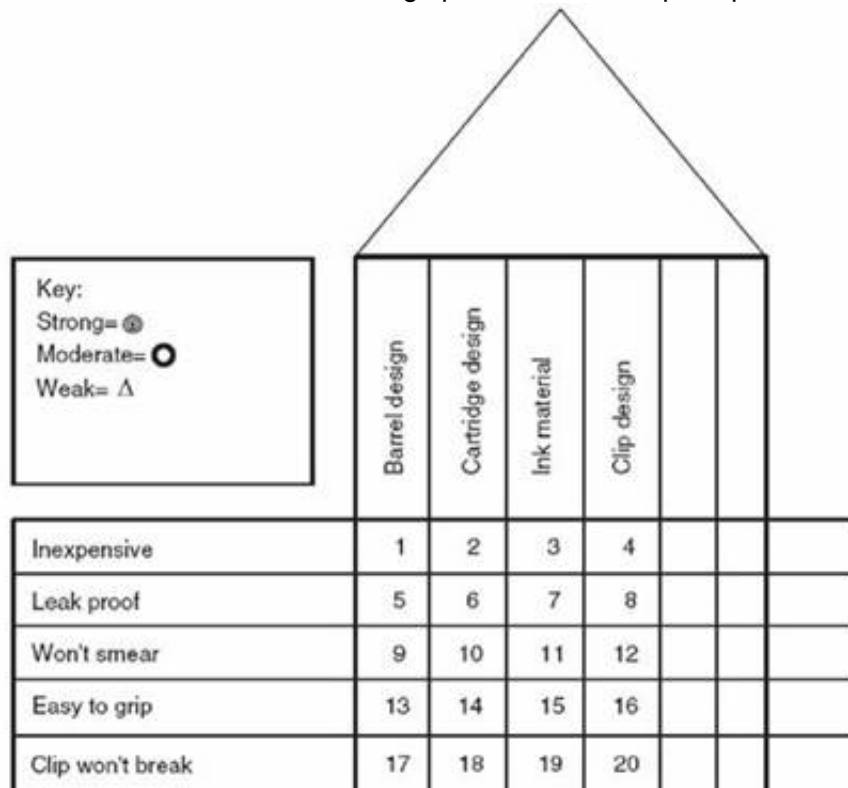 Key:
Strong= ◎
Moderate= O
Weak= Δ
Barrel design
Cartridge design
Ink material
Clip design
Inexpensive 1 2 3 4
Leak proof 5 6 7 8
Won't smear 9 10 11 12
Easy to grip 13 14 15 16
Clip won't break 17 18 19 20